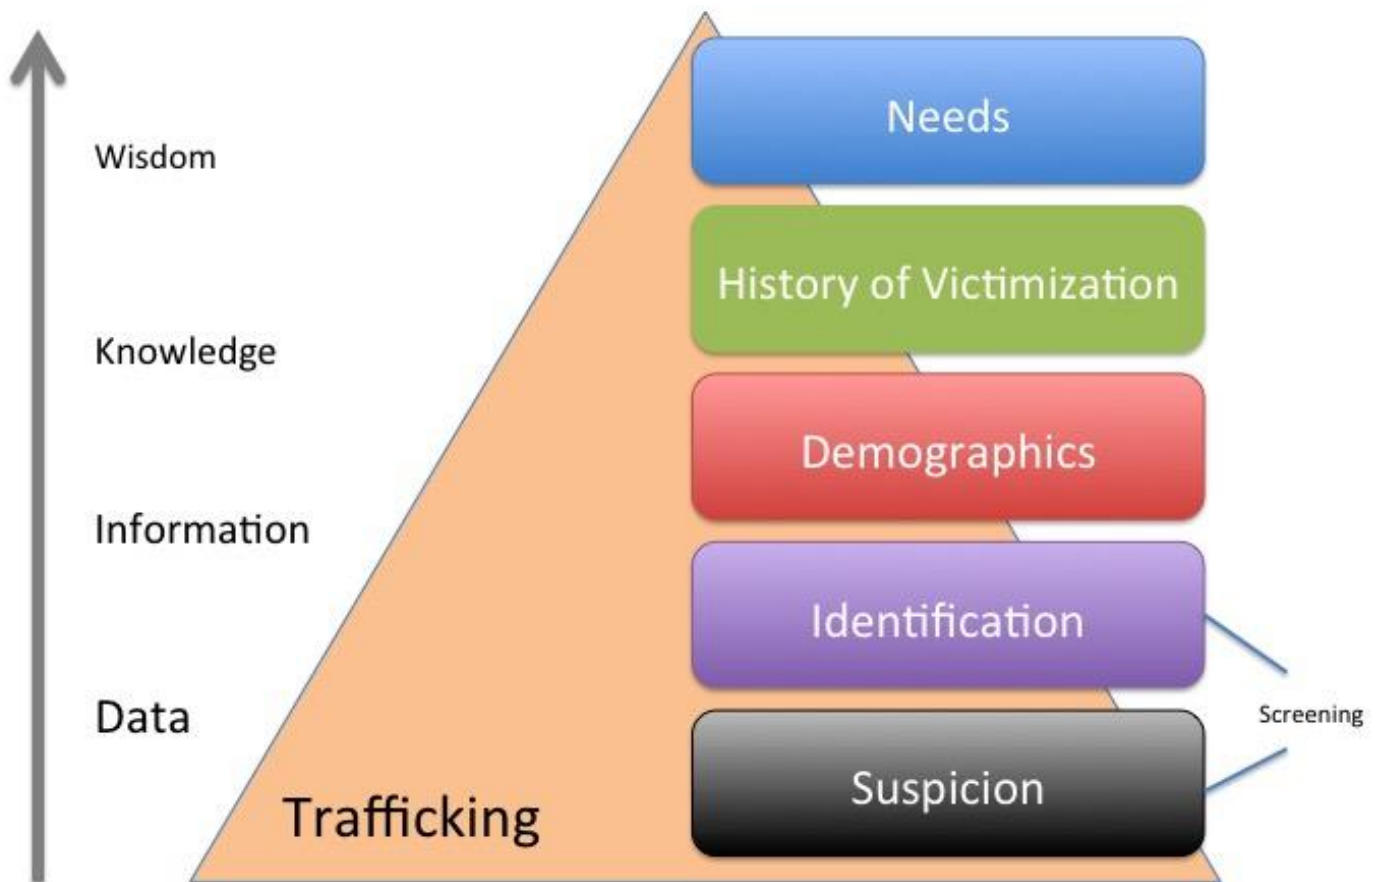 Needs
Wisdom
History of Victimization
Knowledge
Demographics
Information
Identification
Data
Screening
Suspicion
Trafficking